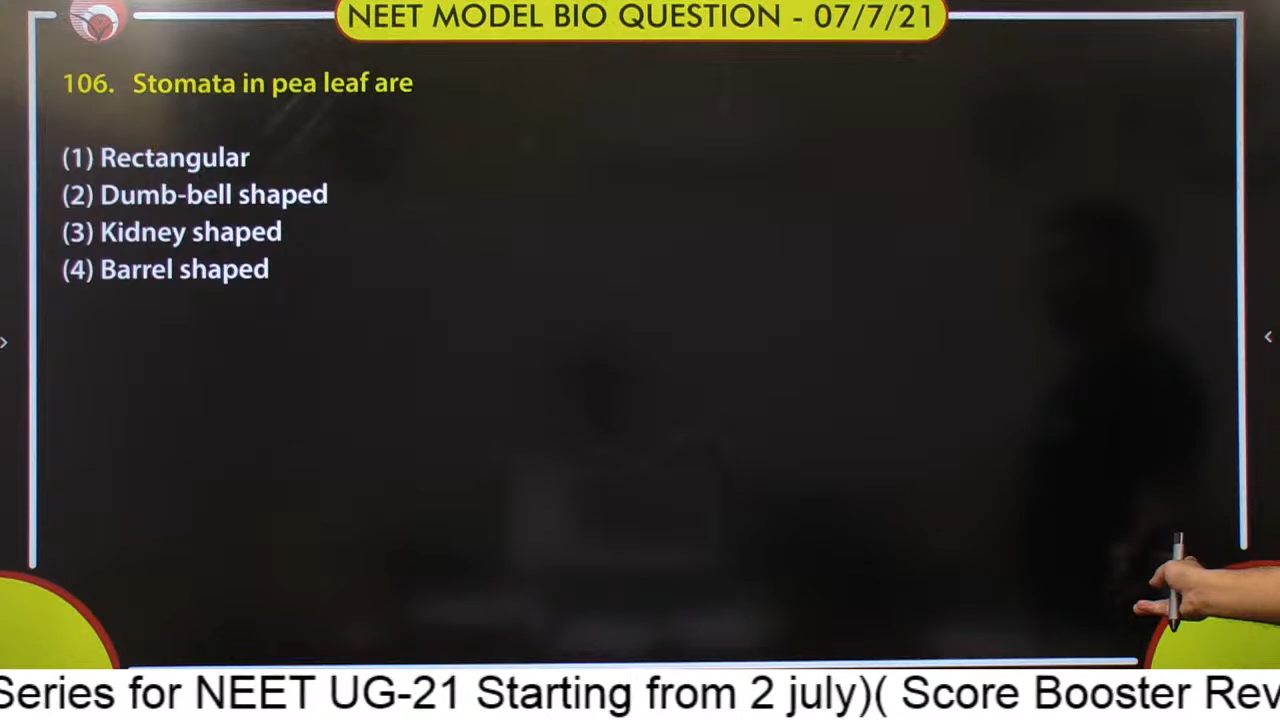 NEET MODEL BIO QUESTION - 07/7/21
106. Stomata in pea leaf are
(1) Rectangular
(2) Dumb-bell shaped
(3) Kidney shaped
(4) Barrel shaped
Series for NEET UG-21 Starting from 2 july)( Score Booster Rev